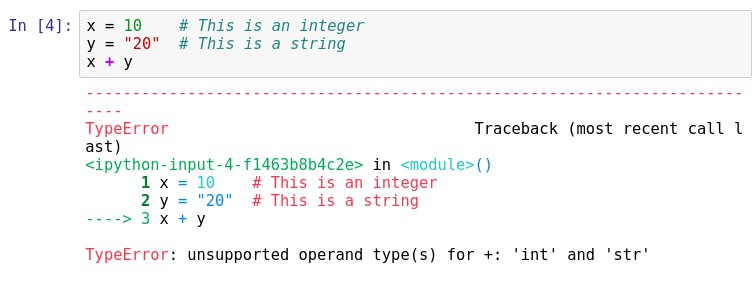 In [4]: x = 10    # This is an integer
y = "20"  # This is a string
x + y
-----------------------------------------------------------------------
----
TypeError                                 Traceback (most recent call l
ast)
<ipython-input-4-f1463b8b4c2e> in <module>()
      1 x = 10    # This is an integer
      2 y = "20"  # This is a string
----> 3 x + y

TypeError: unsupported operand type(s) for +: 'int' and 'str'